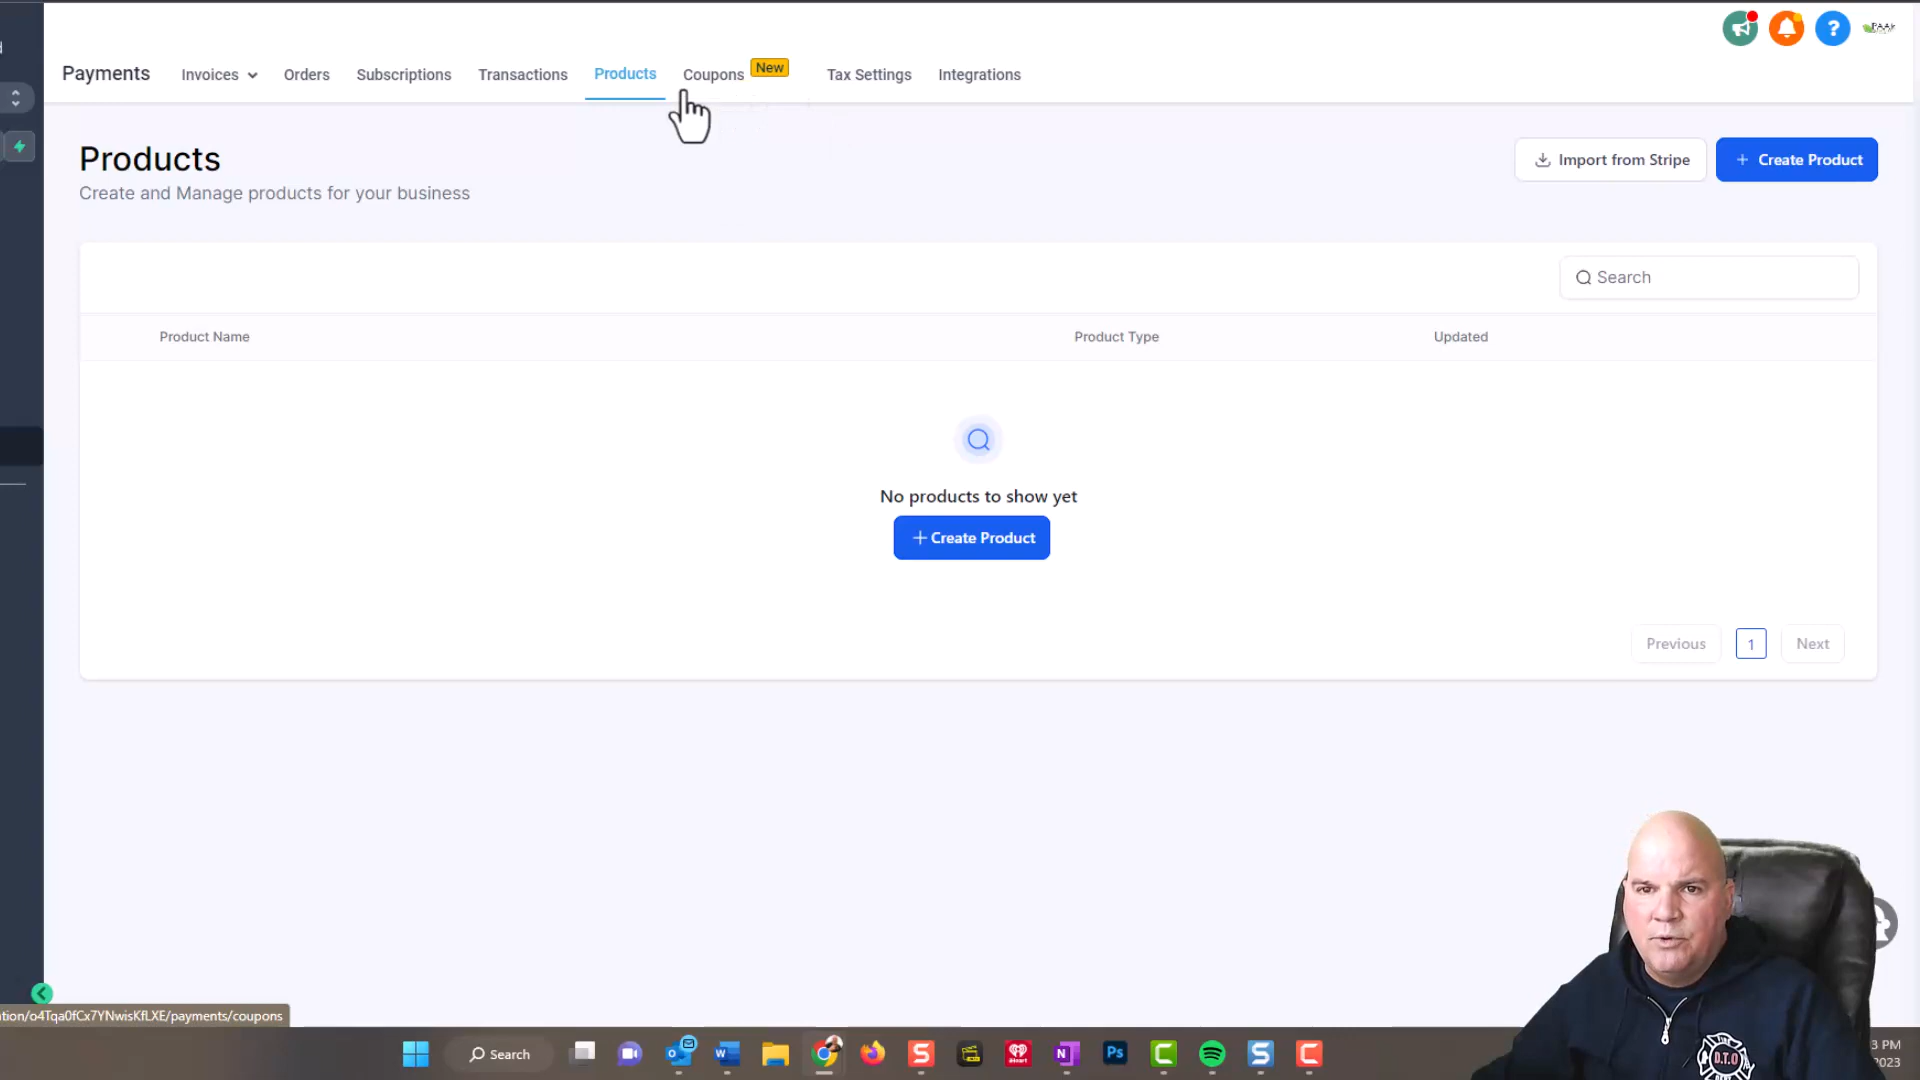 Payments
Invoices
Orders
Subscriptions
Transactions
Products
Coupons
New
Tax Settings
Integrations
Products
Create and Manage products for your business
Import from Stripe
+ Create Product
Search
Product Name
Product Type
Updated
No products to show yet
+ Create Product
Previous
1
Next
tion/o4Tqa0fCx7YNwisKfLXE/payments/coupons
Search
3 PM
2023
D.T.O